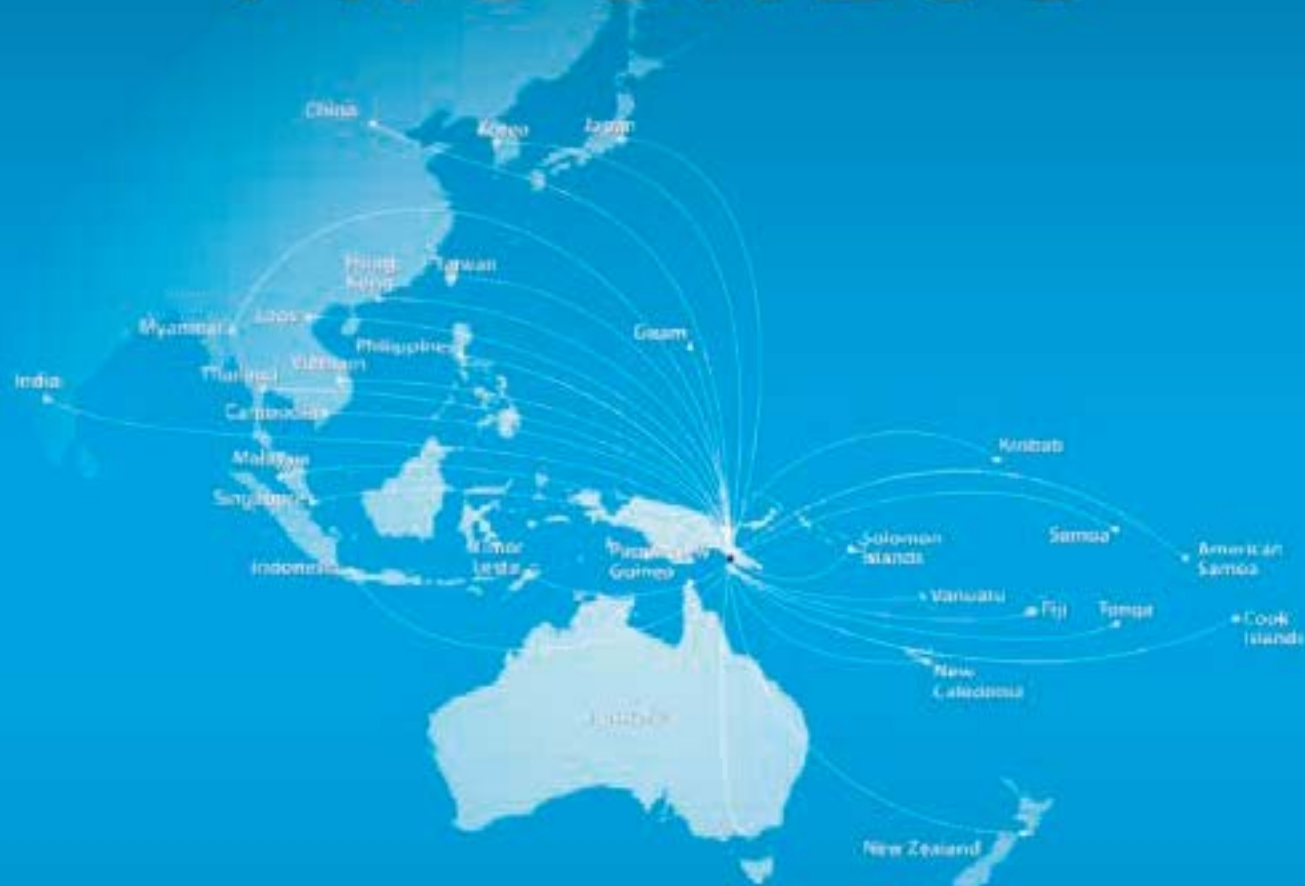 China
Korea
Japan
Hong
Kong
Taiwan
Myanmar
Laos
Philippines
Guam
Vietnam
Thailand
India
Cambodia
Kiribati
Malaysia
Singapore
Solomon
Islands
Samoa
American
Samoa
Timor
Leste
Papua New
Guinea
Indonesia
Vanuatu
Fiji
Tonga
Cook
Islands
New
Caledonia
Australia
New Zealand